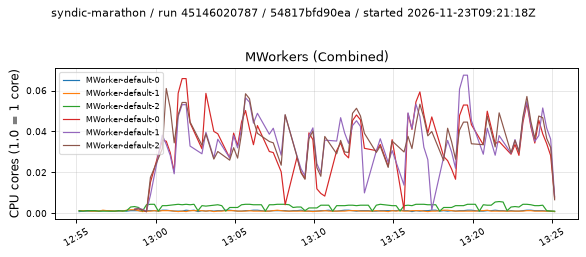 syndic-marathon / run 45146020787 / 54817bfd90ea / started 2026-11-23T09:21:18Z
MWorkers (Combined)
CPU cores (1.0 = 1 core)
0.06
0.04
0.02
0.00
MWorker-default-0
MWorker-default-1
MWorker-default-2
MWorker-default-0
MWorker-default-1
MWorker-default-2
12:55
13:00
13:05
13:10
13:15
13:20
13:25